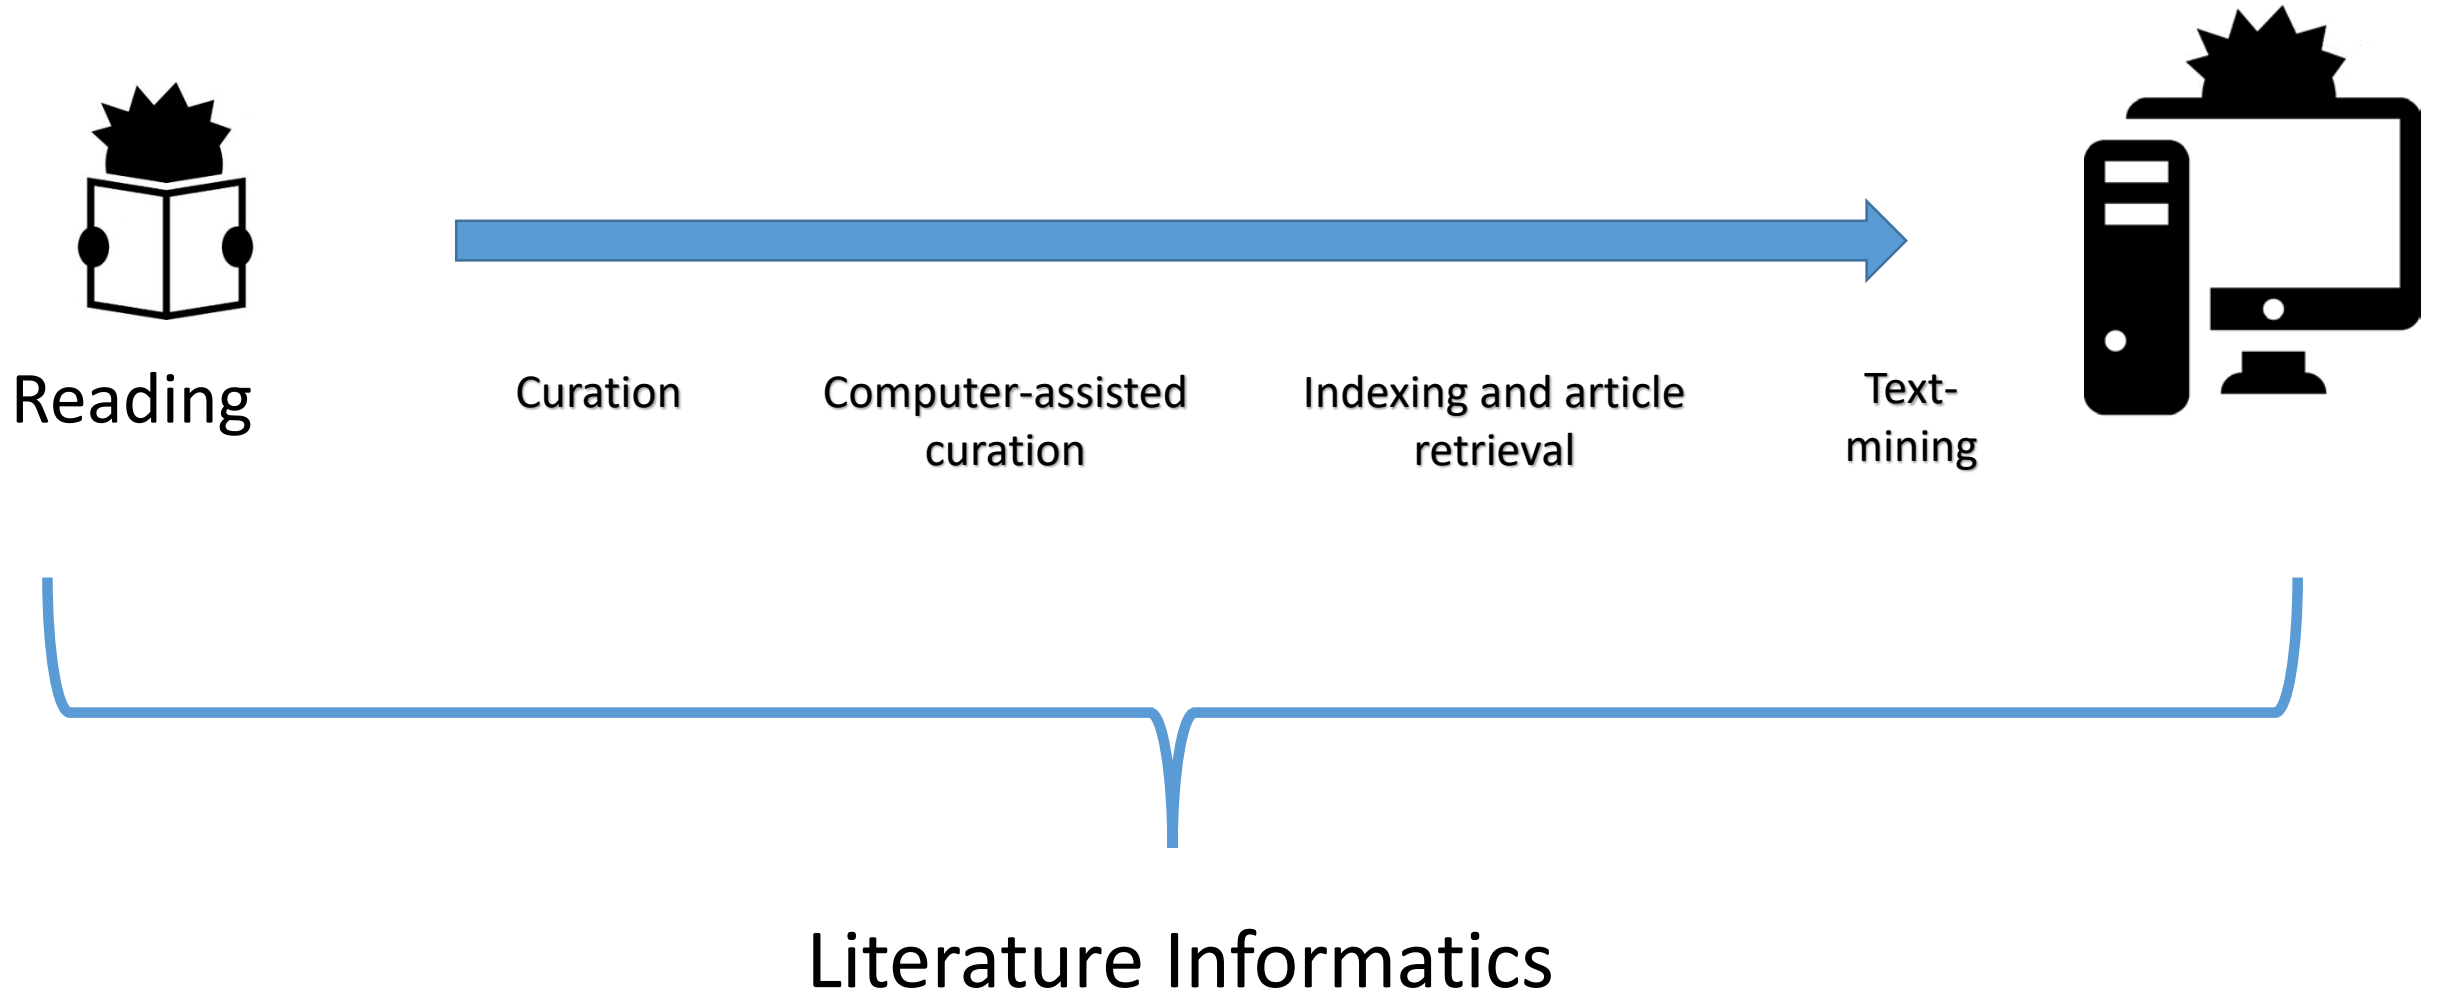 Reading
Curation
Computer-assisted
curation
Indexing and article
retrieval
Text-
mining
Literature Informatics